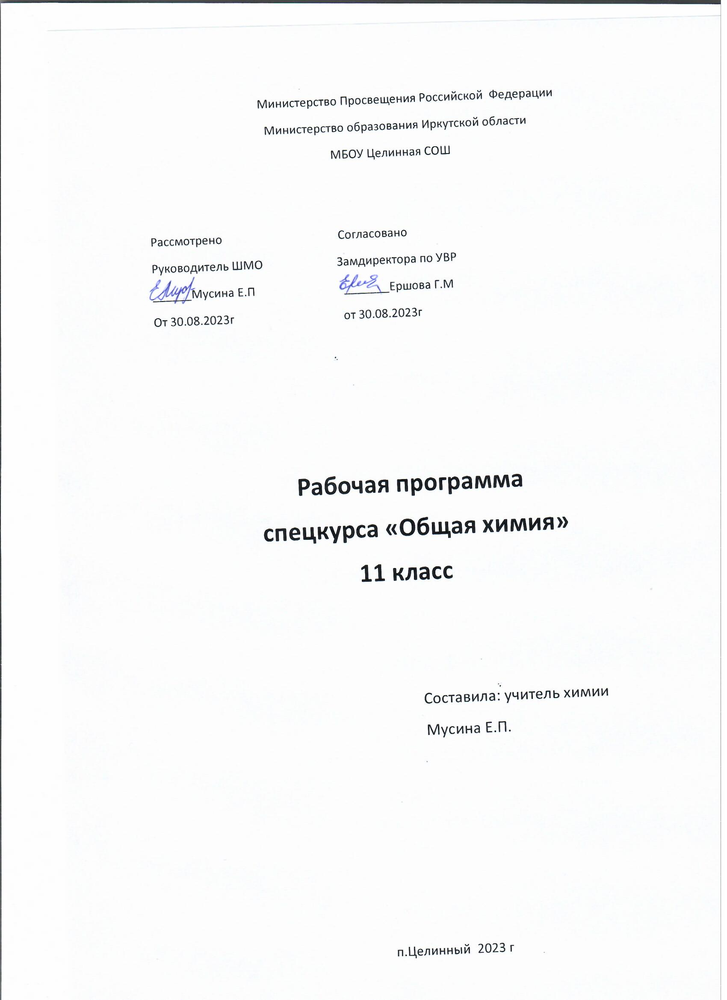 Министерство Просвещения Российской Федерации
Министерство образования Иркутской области
МБОУ Целинная СОШ
Рассмотрено
Руководитель ШМО
Мусина Е.П
От 30.08.2023г
Согласовано
Замдиректора по УВР
Ершова Г.М
от 30.08.2023г
Рабочая программа
спецкурса «Общая химия»
11 класс
Составила: учитель химии
Мусина Е.П.
п.Целинный 2023 г